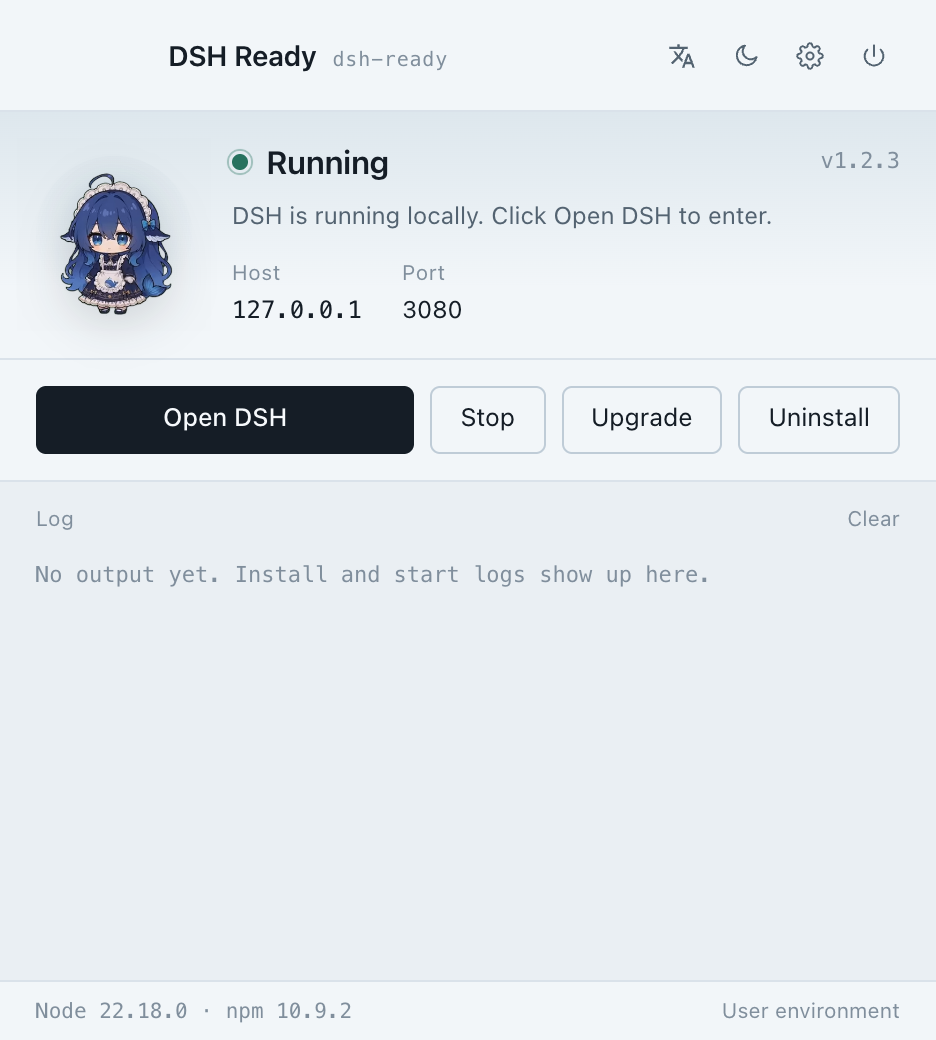 DSH Ready dsh-ready
Running
v1.2.3
DSH is running locally. Click Open DSH to enter.
Host Port
127.0.0.1 3080
Open DSH Stop Upgrade Uninstall
Log Clear
No output yet. Install and start logs show up here.
Node 22.18.0 · npm 10.9.2 User environment